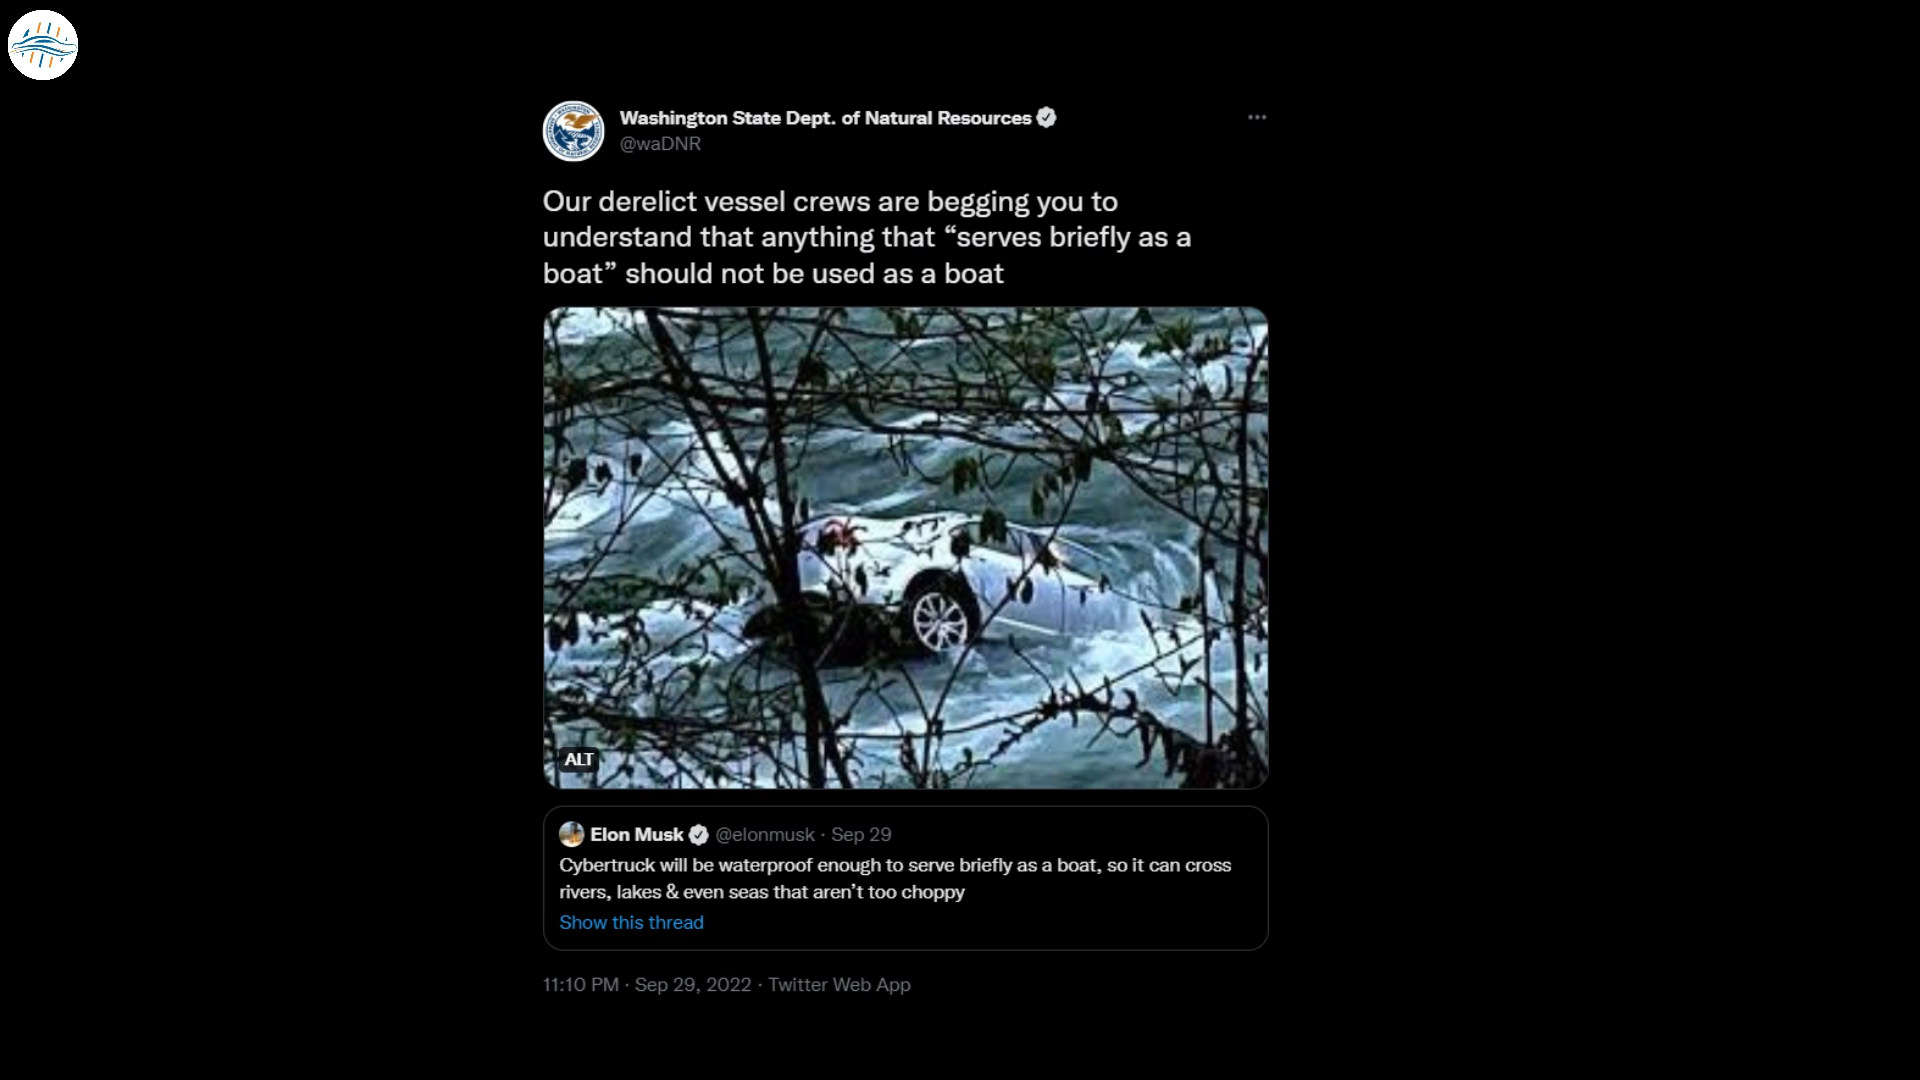 Washington State Dept. of Natural Resources
@waDNR
Our derelict vessel crews are begging you to
understand that anything that “serves briefly as a
boat” should not be used as a boat
ALT
Elon Musk @elonmusk · Sep 29
Cybertruck will be waterproof enough to serve briefly as a boat, so it can cross
rivers, lakes & even seas that aren’t too choppy
Show this thread
11:10 PM · Sep 29, 2022 · Twitter Web App